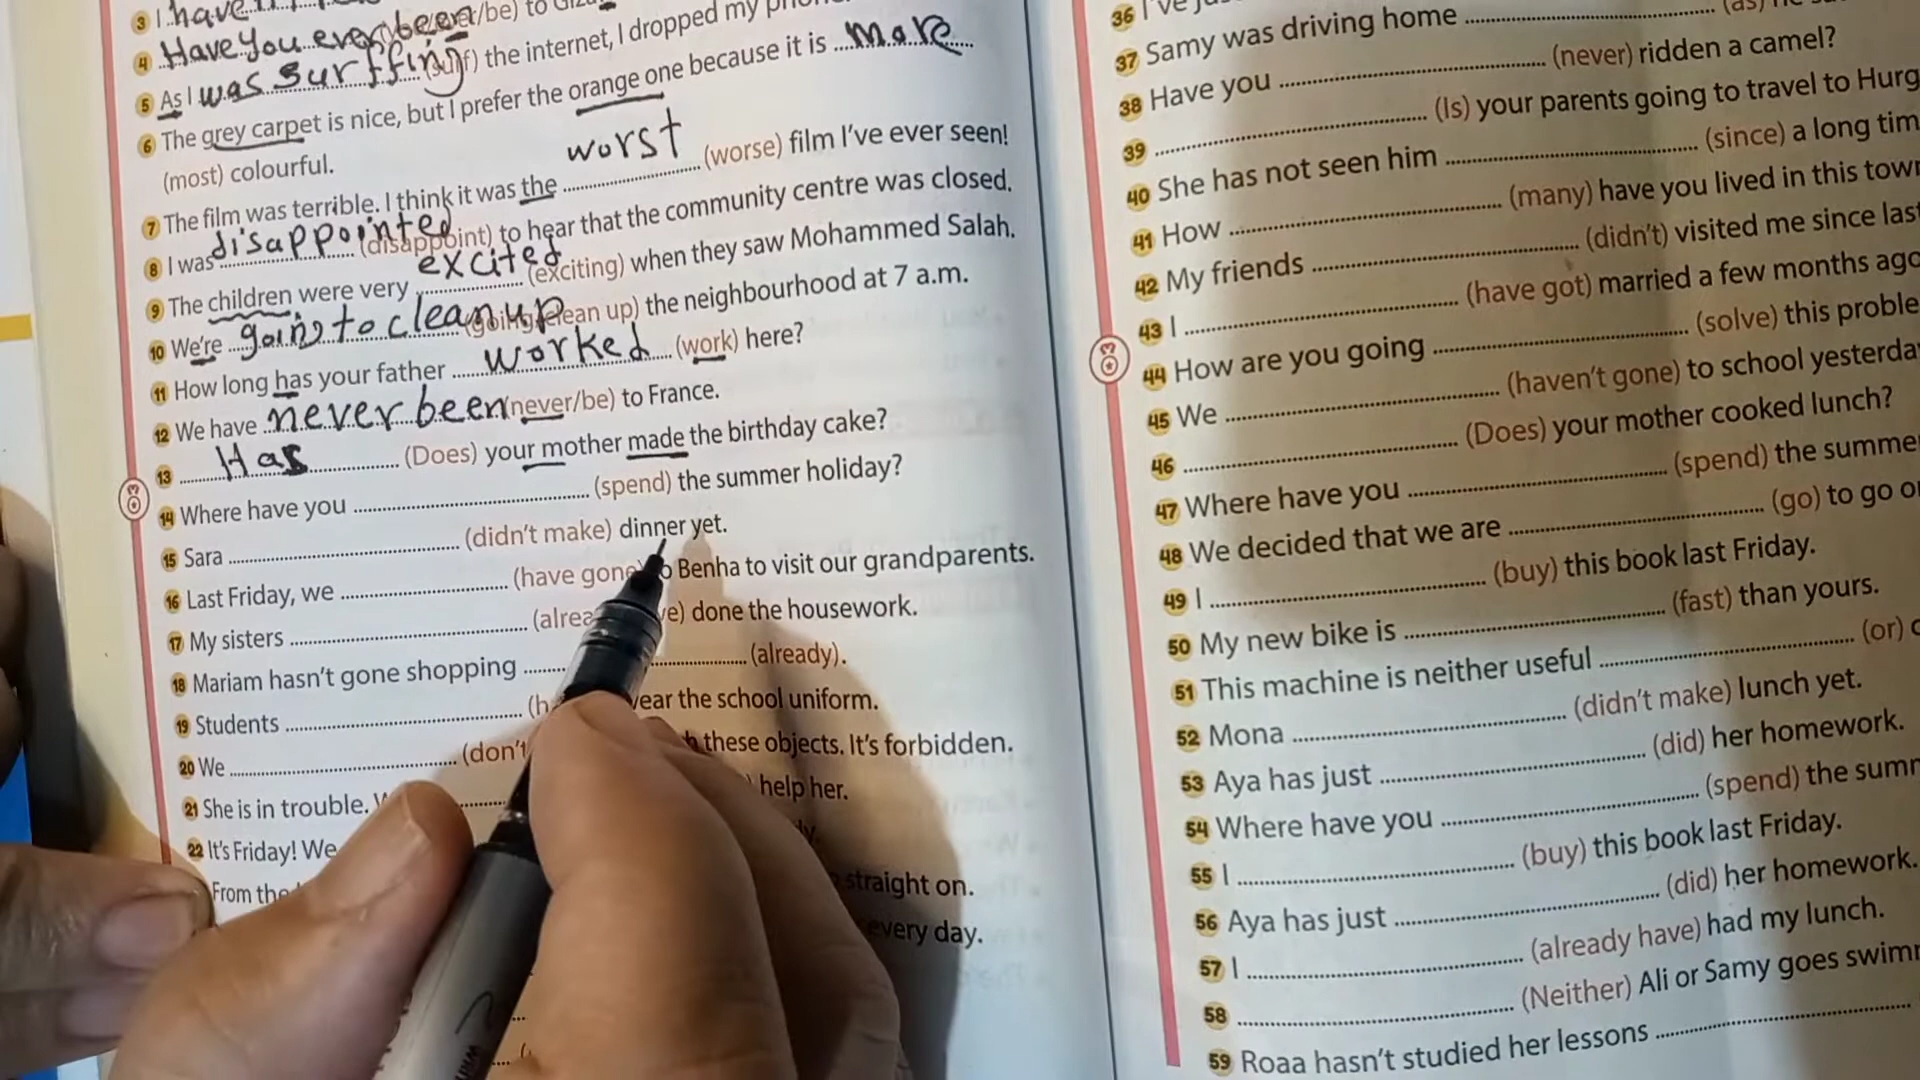 3 I have
/be) to Giza
4 Have you ever been
5 As I was surffing (surf) the internet, I dropped my
6 The grey carpet is nice, but I prefer the orange one because it is more
(most) colourful.
7 The film was terrible. I think it was the worst (worse) film I've ever seen!
8 I was disappointed (disappoint) to hear that the community centre was closed.
9 The children were very excited (exciting) when they saw Mohammed Salah.
10 We're going to clean up (going/clean up) the neighbourhood at 7 a.m.
11 How long has your father worked (work) here?
12 We have never been (never/be) to France.
13 Has (Does) your mother made the birthday cake?
14 Where have you (spend) the summer holiday?
15 Sara (didn't make) dinner yet.
16 Last Friday, we (have gone) to Benha to visit our grandparents.
17 My sisters done the housework.
18 Mariam hasn't gone shopping (already).
19 Students wear the school uniform.
20 We (don't these objects. It's forbidden.
21 She is in trouble. help her.
22 It's Friday! We
From the straight on.
every day.
36 I've
37 Samy was driving home (as)
38 Have you (never) ridden a camel?
39 (Is) your parents going to travel to Hurg
40 She has not seen him (since) a long tim
41 How (many) have you lived in this town
42 My friends (didn't) visited me since las
43 I (have got) married a few months ago
44 How are you going (solve) this proble
45 We (haven't gone) to school yesterda
46 (Does) your mother cooked lunch?
47 Where have you (spend) the summe
48 We decided that we are (go) to go o
49 I (buy) this book last Friday.
50 My new bike is (fast) than yours.
51 This machine is neither useful (or)
52 Mona (didn't make) lunch yet.
53 Aya has just (did) her homework.
54 Where have you (spend) the summ
55 I (buy) this book last Friday.
56 Aya has just (did) her homework.
57 I (already have) had my lunch.
58 (Neither) Ali or Samy goes swim
59 Roaa hasn't studied her lessons